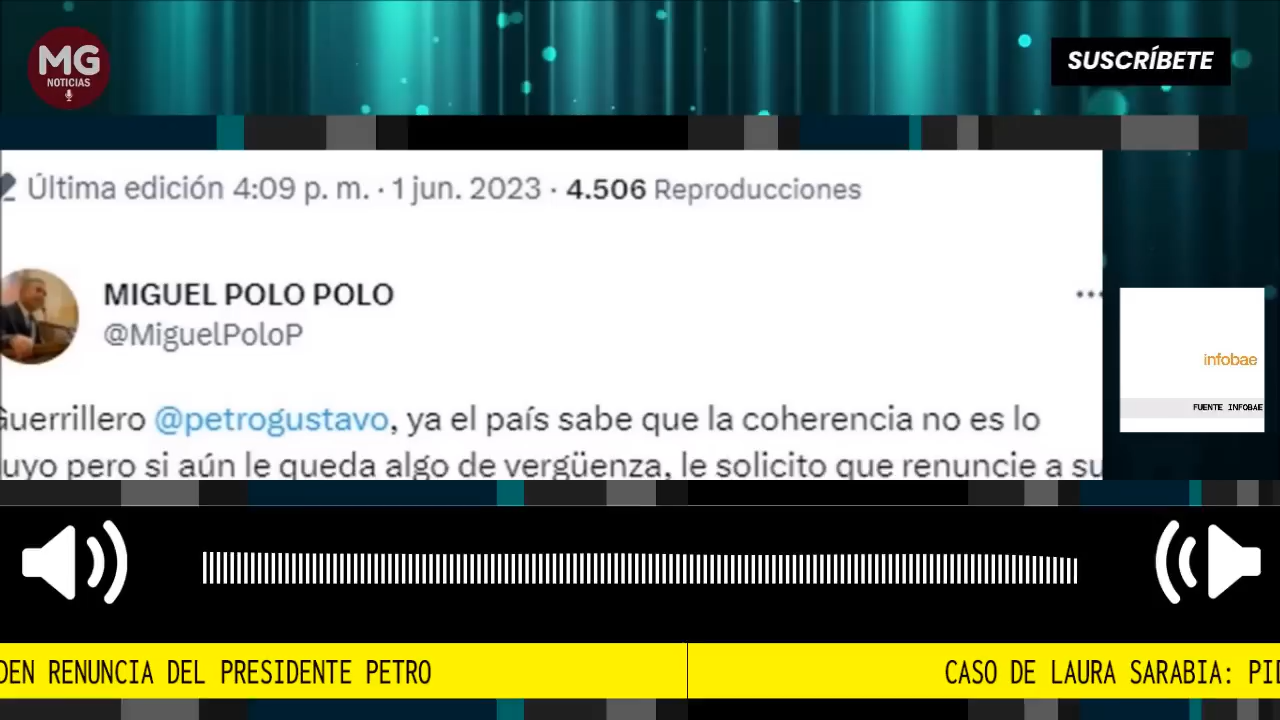 MG
NOTICIAS
SUSCRÍBETE
Última edición 4:09 p. m. · 1 jun. 2023 · 4.506 Reproducciones
MIGUEL POLO POLO
@MiguelPoloP
Guerrillero @petrogustavo, ya el país sabe que la coherencia no es lo
uyo pero si aún le queda algo de vergüenza, le solicito que renuncie a su
infobae
FUENTE INFOBAE
DEN RENUNCIA DEL PRESIDENTE PETRO
CASO DE LAURA SARABIA: PID